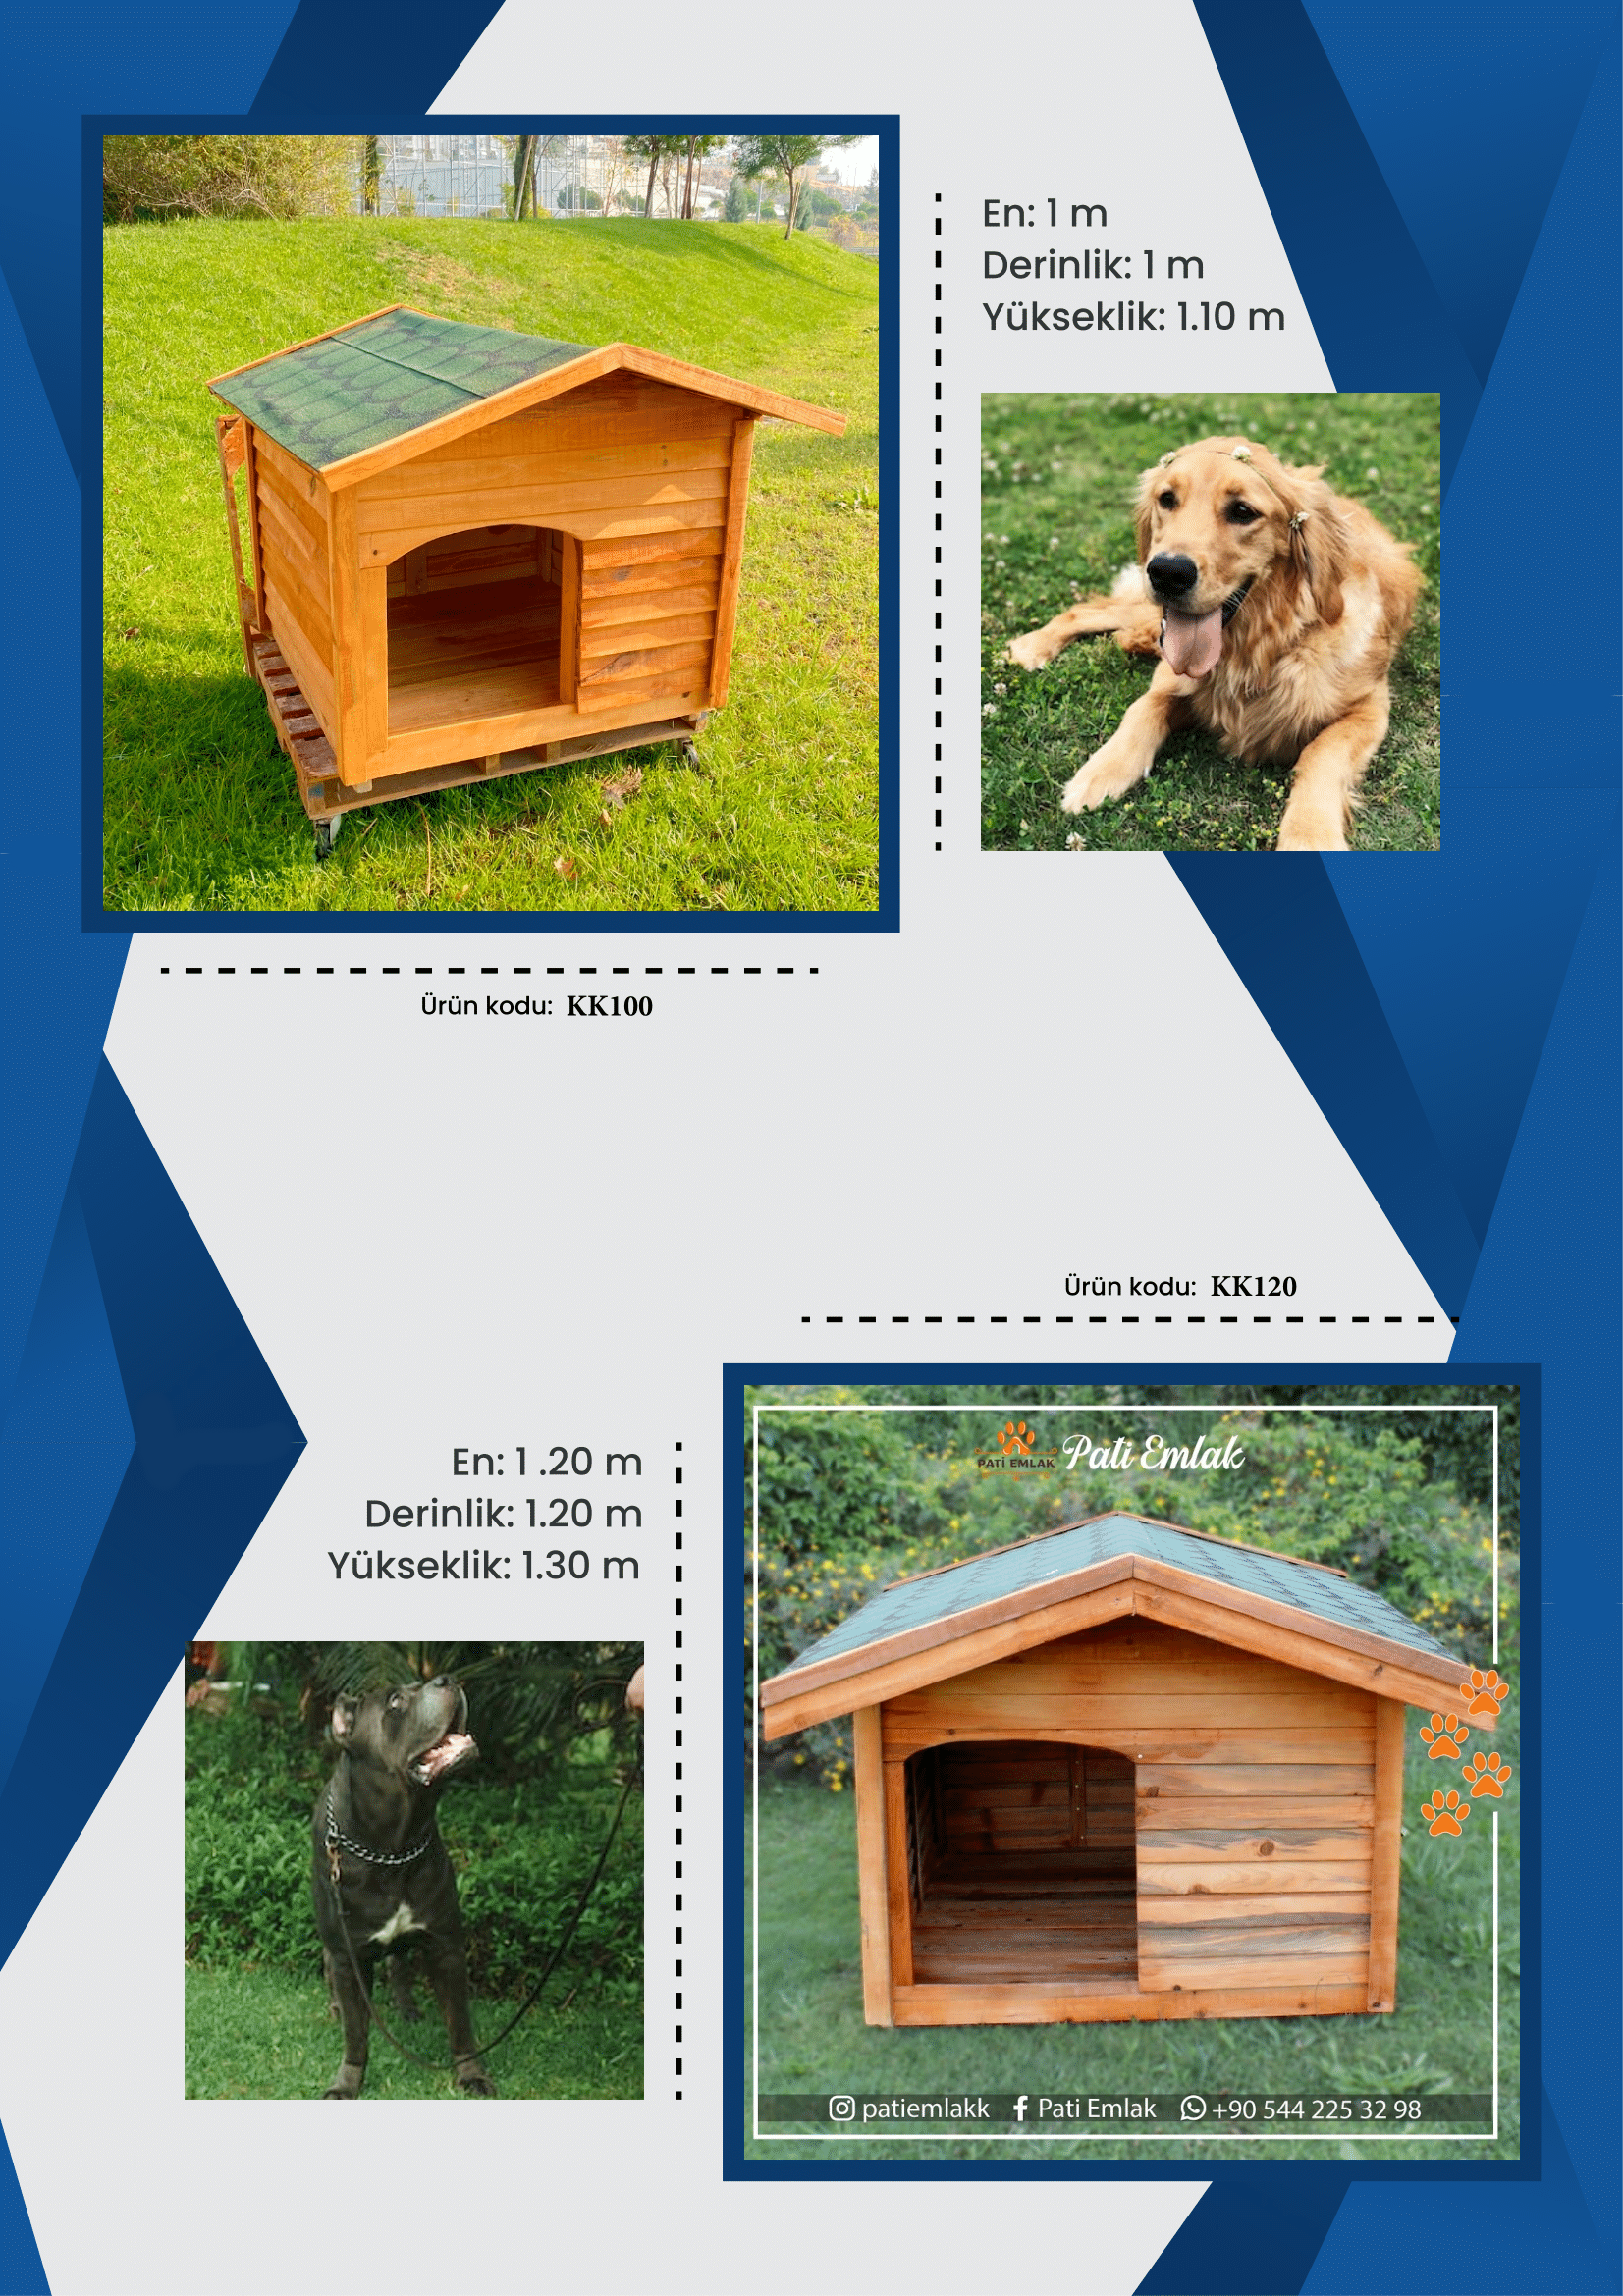 En: 1 m
Derinlik: 1 m
Yükseklik: 1.10 m
Ürün kodu: KK100
Ürün kodu: KK120
En: 1 .20 m
Derinlik: 1.20 m
Yükseklik: 1.30 m
PATİ EMLAK Pati Emlak
patiemlakk Pati Emlak +90 544 225 32 98